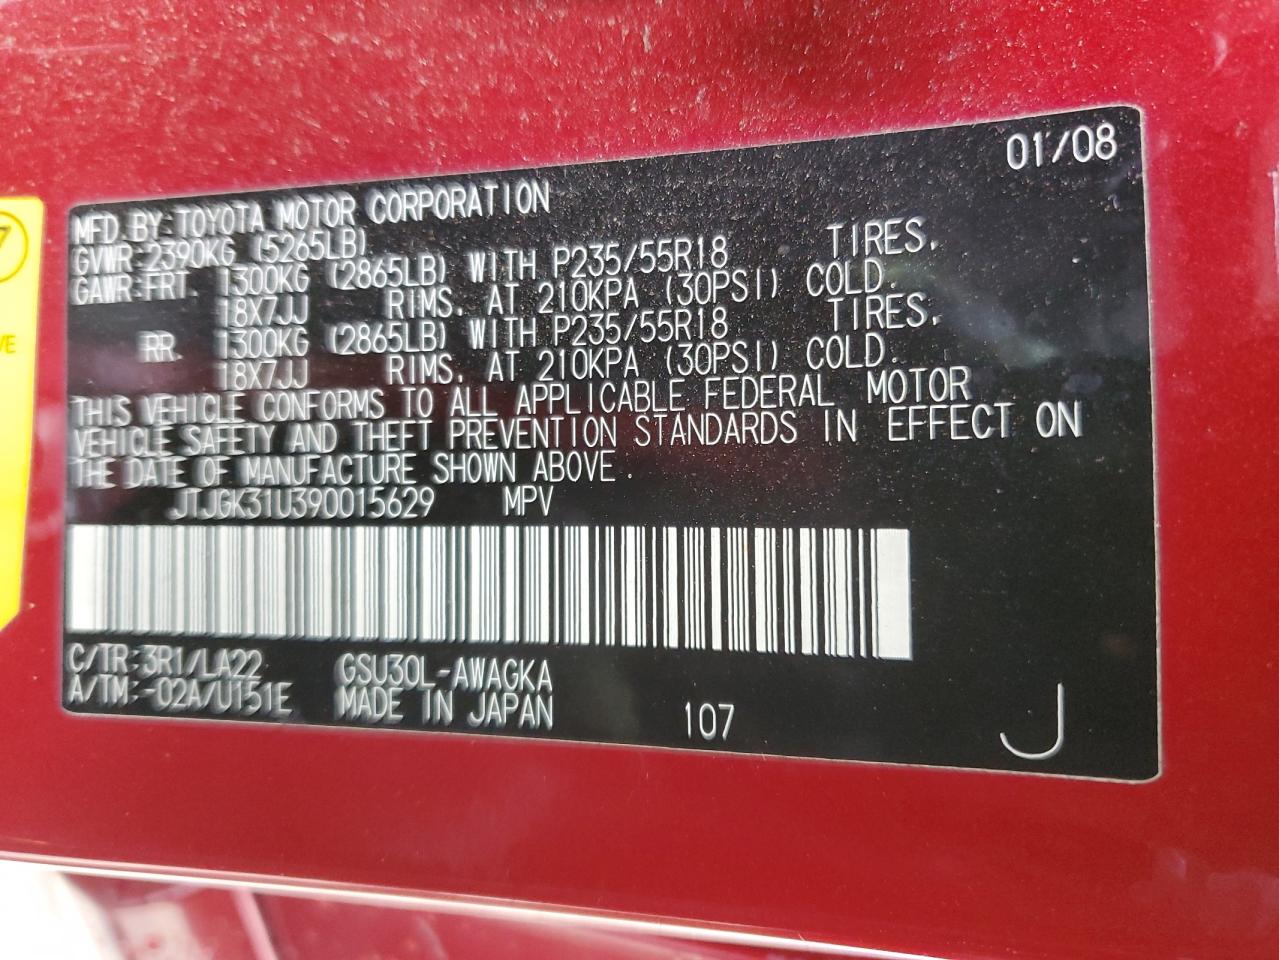 01/08
MFD. BY: TOYOTA MOTOR CORPORATION
GVWR: 2390KG (5265LB)
GAWR: FRT. 1300KG (2865LB) WITH P235/55R18 TIRES,
18X7JJ RIMS, AT 210KPA (30PSI) COLD.
RR. 1300KG (2865LB) WITH P235/55R18 TIRES,
18X7JJ RIMS, AT 210KPA (30PSI) COLD.
THIS VEHICLE CONFORMS TO ALL APPLICABLE FEDERAL MOTOR
VEHICLE SAFETY AND THEFT PREVENTION STANDARDS IN EFFECT ON
THE DATE OF MANUFACTURE SHOWN ABOVE.
JTJGK31U390015629 MPV
C/TR: 3R1/LA22 GSU30L-AWAGKA
A/TM: -02A/U151E MADE IN JAPAN 107 J
7